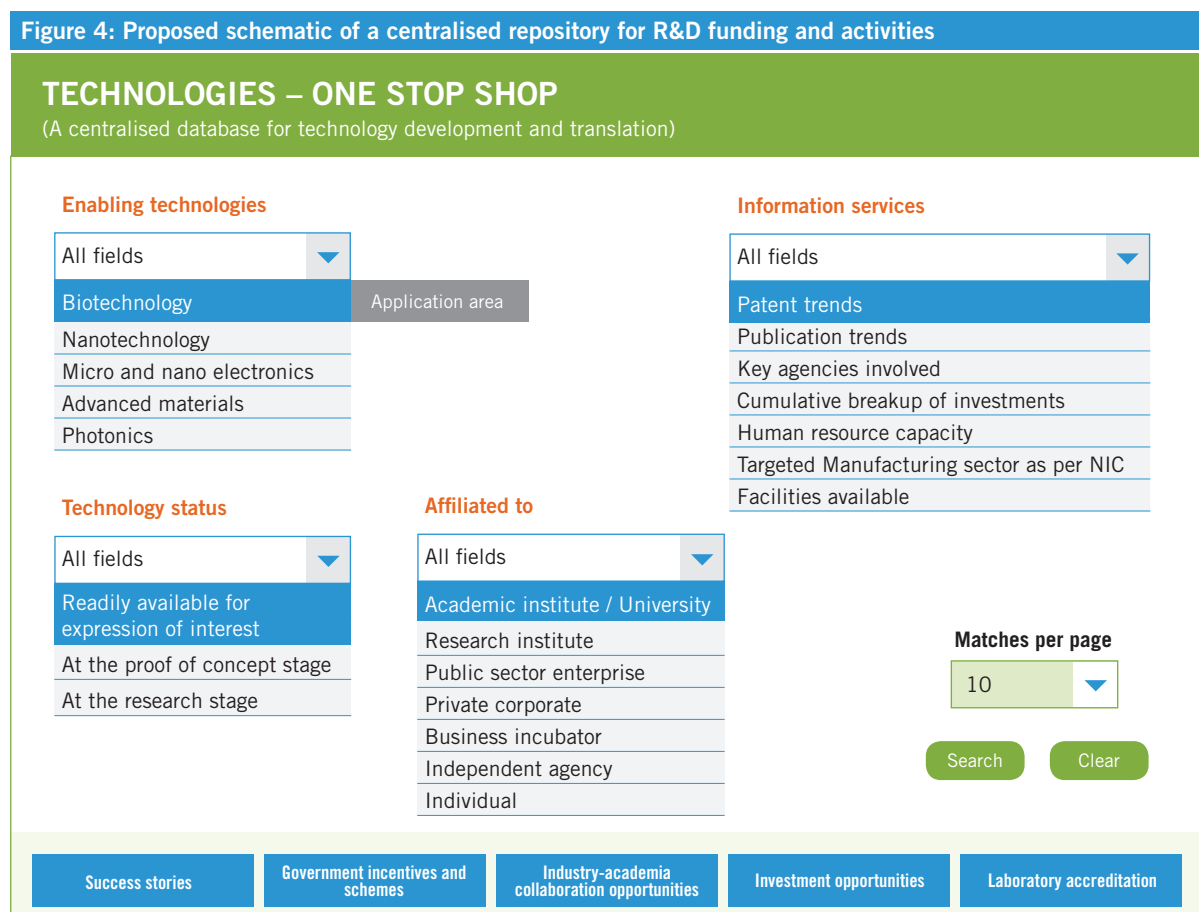 Figure 4: Proposed schematic of a centralised repository for R&D funding and activities
TECHNOLOGIES – ONE STOP SHOP
(A centralised database for technology development and translation)
Enabling technologies
All fields
Biotechnology
Application area
Nanotechnology
Micro and nano electronics
Advanced materials
Photonics
Information services
All fields
Patent trends
Publication trends
Key agencies involved
Cumulative breakup of investments
Human resource capacity
Targeted Manufacturing sector as per NIC
Facilities available
Technology status
All fields
Readily available for
expression of interest
At the proof of concept stage
At the research stage
Affiliated to
All fields
Academic institute / University
Research institute
Public sector enterprise
Private corporate
Business incubator
Independent agency
Individual
Matches per page
10
Search
Clear
Success stories
Government incentives and
schemes
Industry-academia
collaboration opportunities
Investment opportunities
Laboratory accreditation